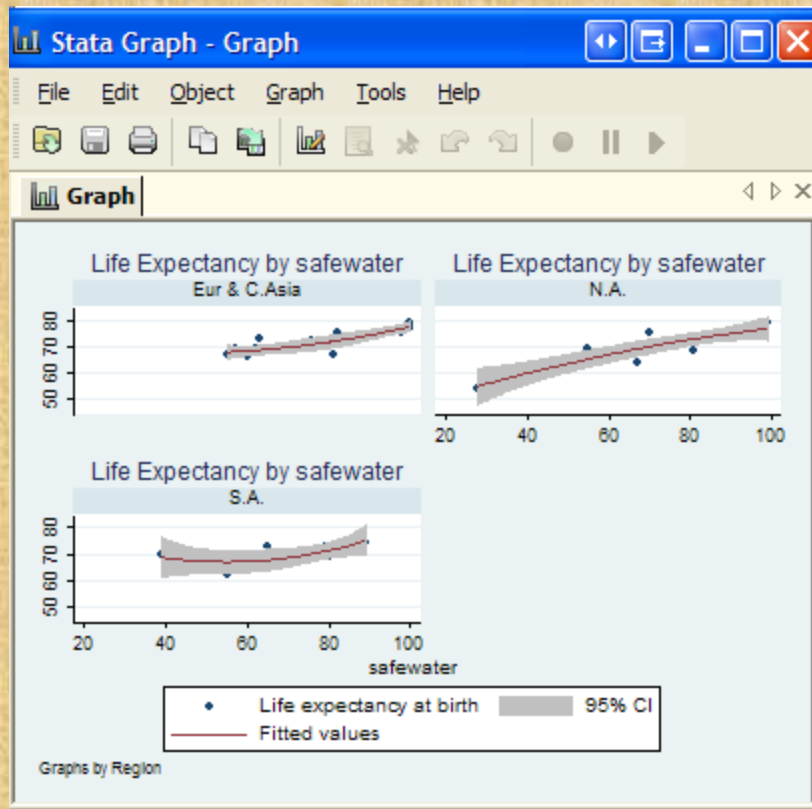 Stata Graph - Graph
File Edit Object Graph Tools Help
Graph
Life Expectancy by safewater
Eur & C.Asia
80
70
60
50
Life Expectancy by safewater
N.A.
20 40 60 80 100
Life Expectancy by safewater
S.A.
80
70
60
50
20 40 60 80 100
safewater
Life expectancy at birth 95% CI
Fitted values
Graphs by Region